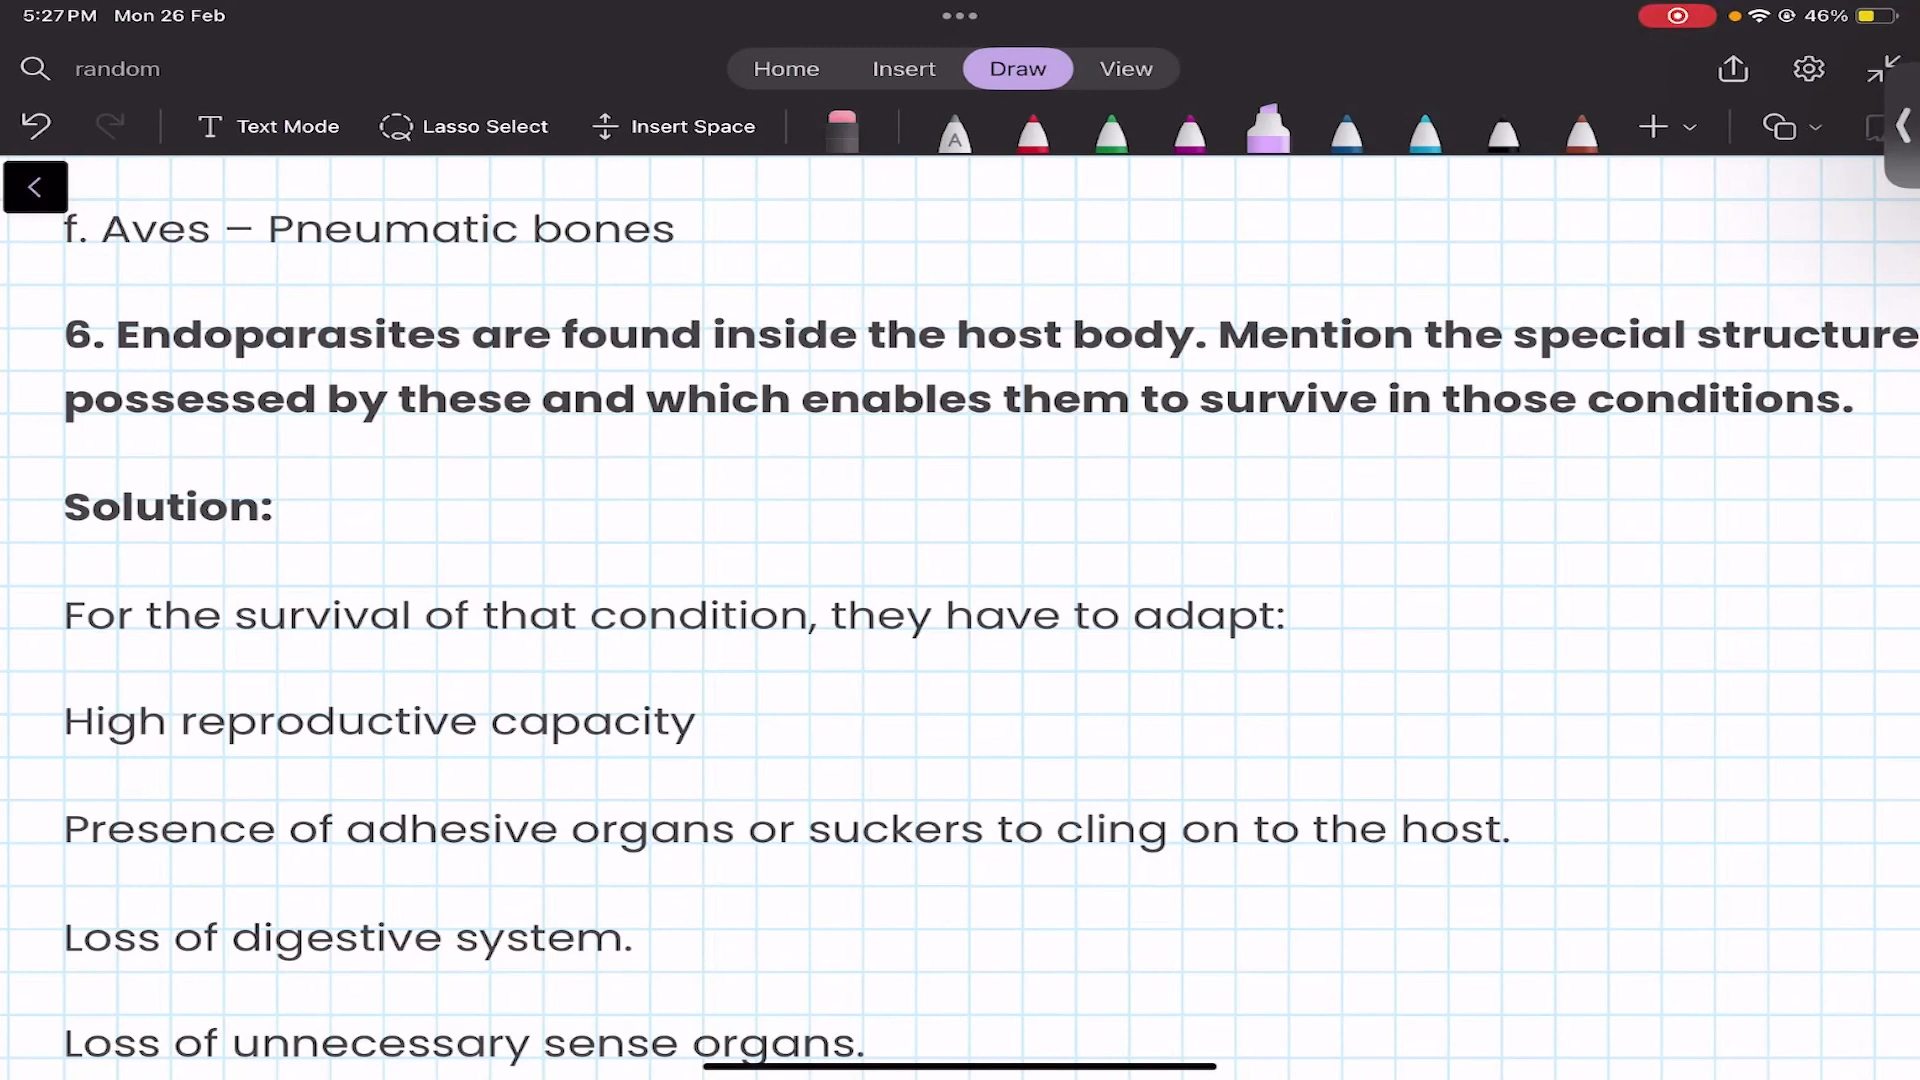 5:27 PM Mon 26 Feb
46%
random
Home Insert Draw View
Text Mode Lasso Select Insert Space
A
f. Aves – Pneumatic bones
6. Endoparasites are found inside the host body. Mention the special structure
possessed by these and which enables them to survive in those conditions.
Solution:
For the survival of that condition, they have to adapt:
High reproductive capacity
Presence of adhesive organs or suckers to cling on to the host.
Loss of digestive system.
Loss of unnecessary sense organs.